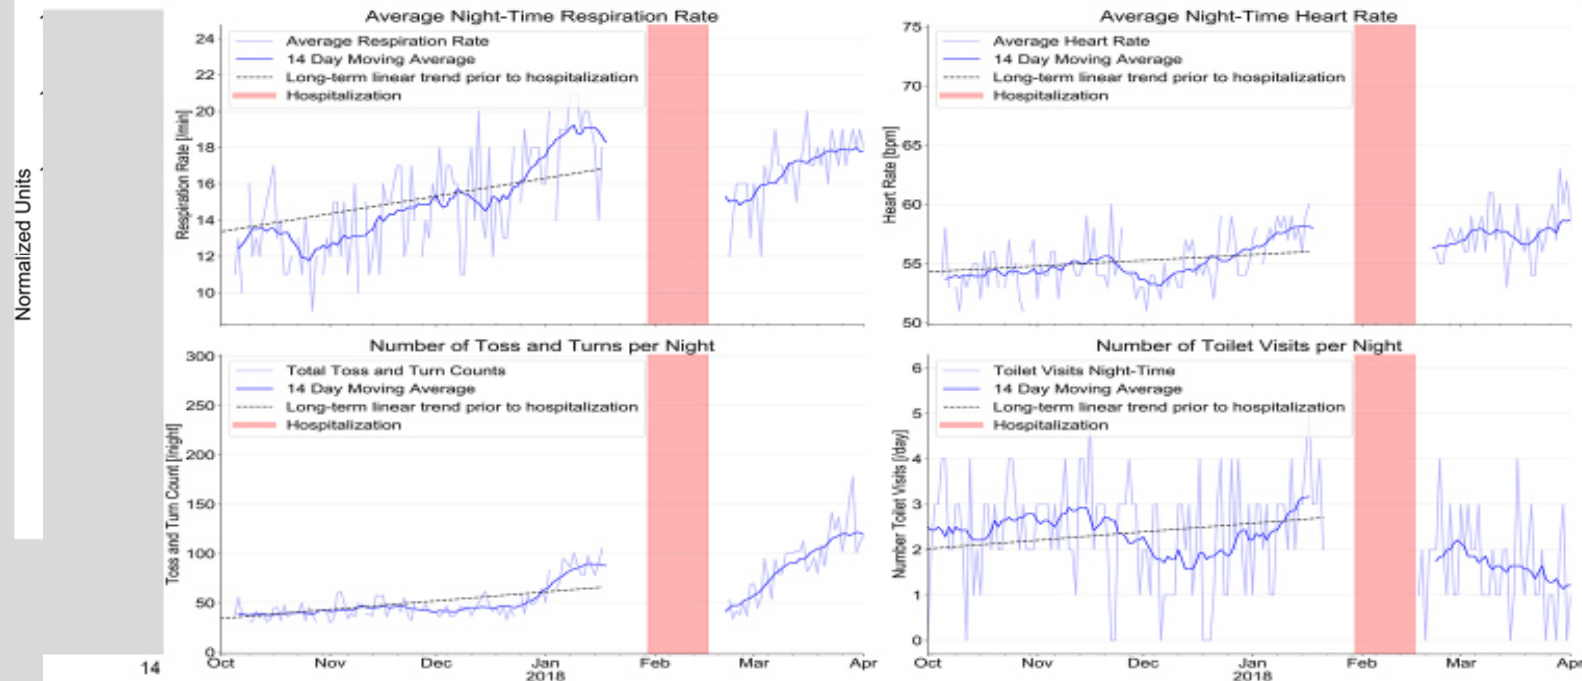 Normalized Units
14
Average Night-Time Respiration Rate
Respiration Rate [/min]
24
22
20
18
16
14
12
10
Average Respiration Rate
14 Day Moving Average
Long-term linear trend prior to hospitalization
Hospitalization
Average Night-Time Heart Rate
Heart Rate [bpm]
75
70
65
60
55
50
Average Heart Rate
14 Day Moving Average
Long-term linear trend prior to hospitalization
Hospitalization
Number of Toss and Turns per Night
Toss and Turn Count [/night]
300
250
200
150
100
50
0
Total Toss and Turn Counts
14 Day Moving Average
Long-term linear trend prior to hospitalization
Hospitalization
Oct Nov Dec Jan Feb Mar Apr
2018
Number of Toilet Visits per Night
Number Toilet Visits [/day]
6
5
4
3
2
1
0
Toilet Visits Night-Time
14 Day Moving Average
Long-term linear trend prior to hospitalization
Hospitalization
Oct Nov Dec Jan Feb Mar Apr
2018